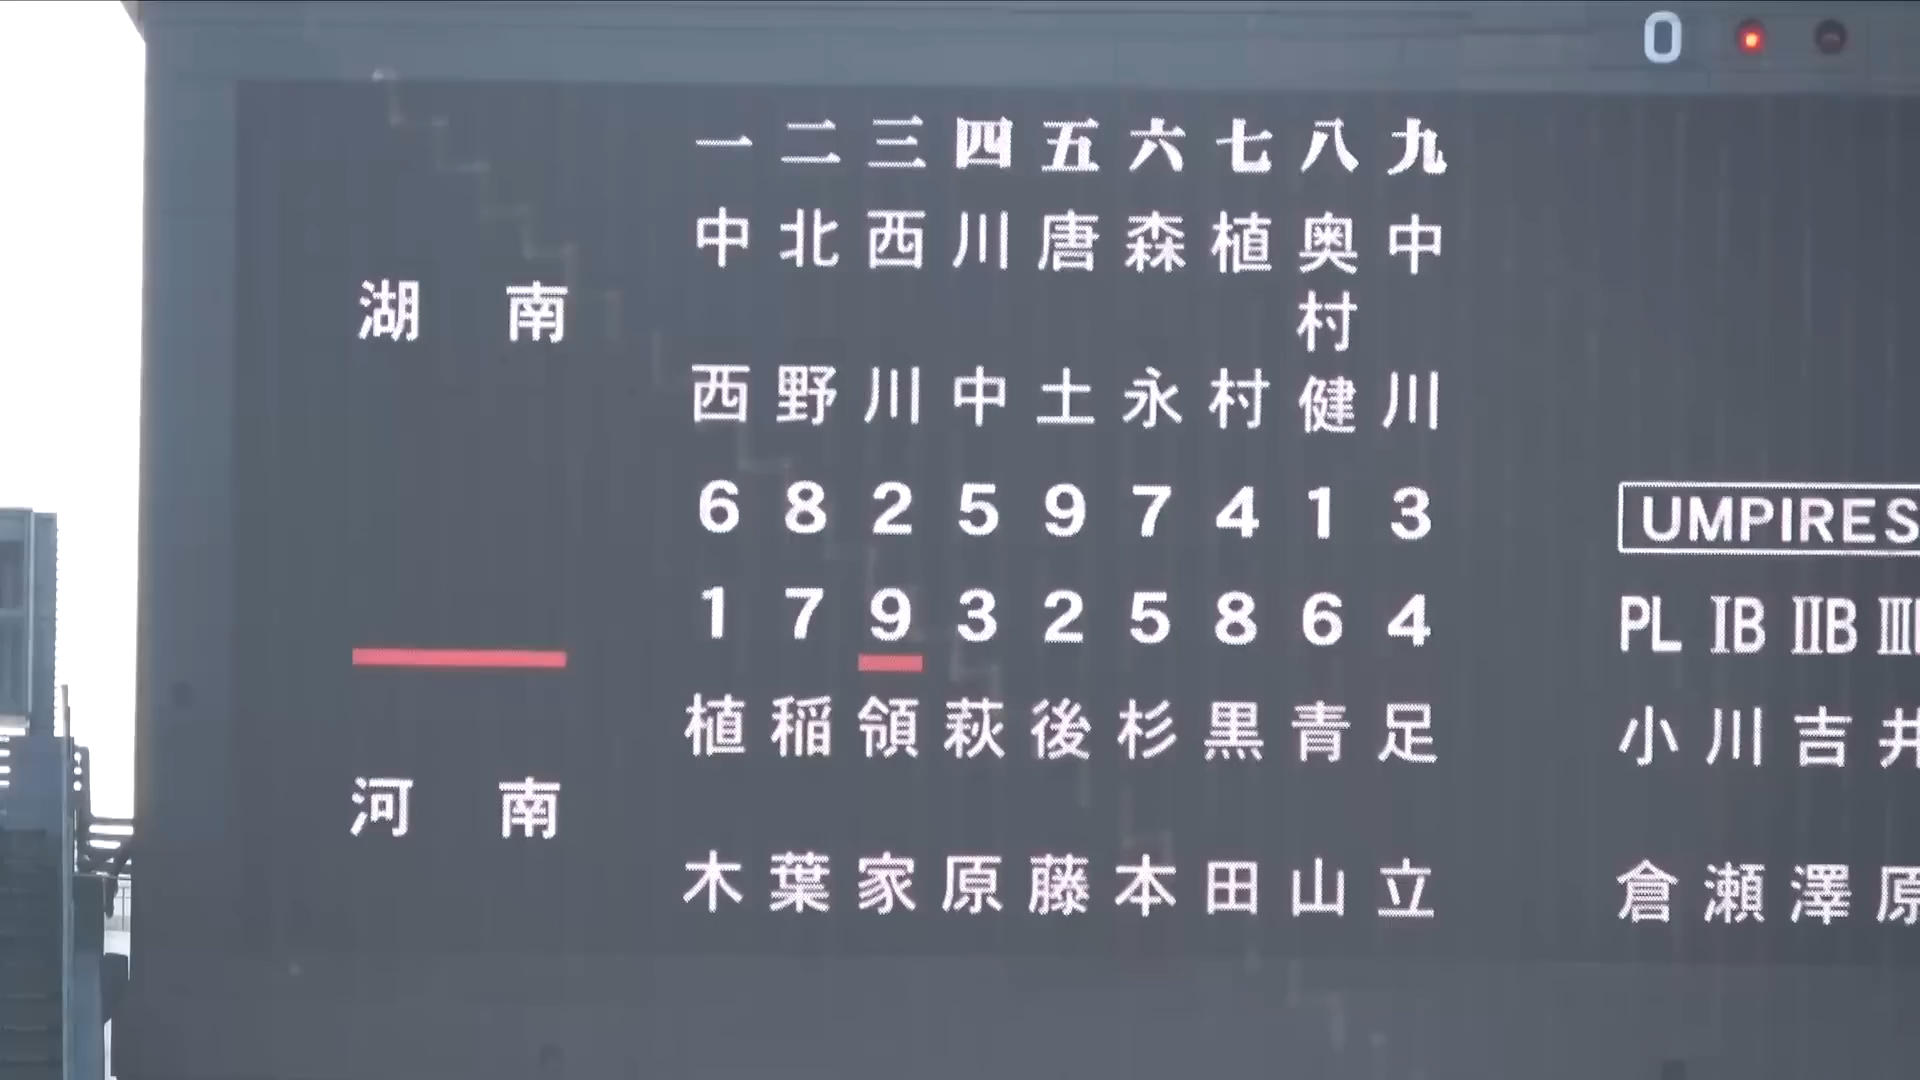 0
一 二 三 四 五 六 七 八 九
湖南
中西 北野 西川 川中 唐土 森永 植村 奥村健 中川
6 8 2 5 9 7 4 1 3
1 7 9 3 2 5 8 6 4
河南
植木 稲葉 領家 萩原 後藤 杉本 黒田 青山 足立
UMPIRES
PL ⅠB ⅡB ⅢB
小倉 川瀬 吉澤 井原